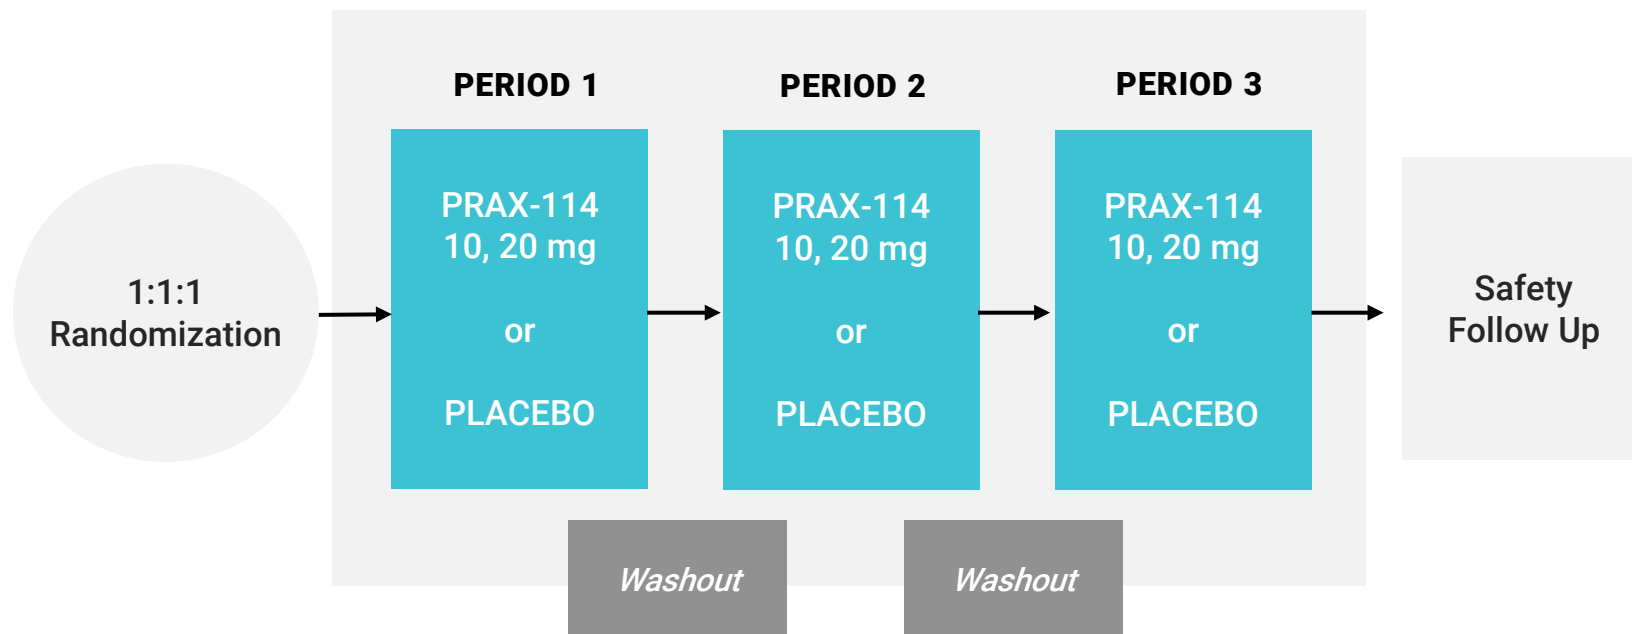 1:1:1
Randomization
PERIOD 1
PRAX-114
10, 20 mg
or
PLACEBO
Washout
PERIOD 2
PRAX-114
10, 20 mg
or
PLACEBO
Washout
PERIOD 3
PRAX-114
10, 20 mg
or
PLACEBO
Safety
Follow Up